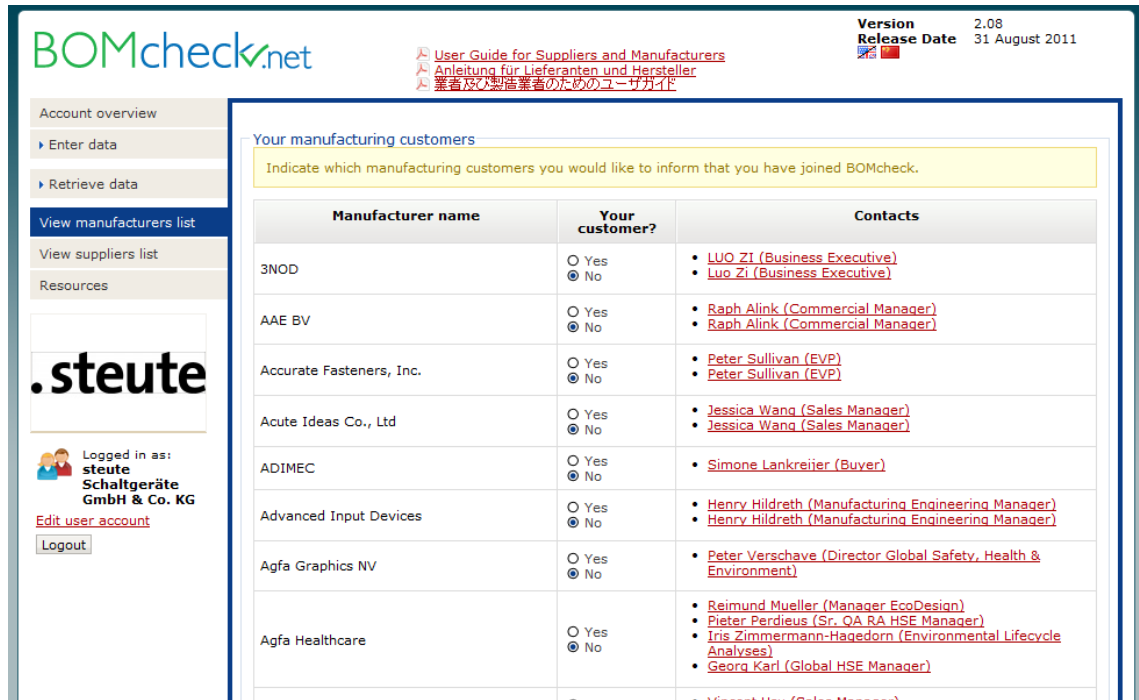 BOMcheck.net
User Guide for Suppliers and Manufacturers
Anleitung für Lieferanten und Hersteller
業者及び製造業者のためのユーザガイド
Version 2.08
Release Date 31 August 2011
Account overview
Enter data
Retrieve data
View manufacturers list
View suppliers list
Resources
.steute
Logged in as:
steute
Schaltgeräte
GmbH & Co. KG
Edit user account
Logout
Your manufacturing customers
Indicate which manufacturing customers you would like to inform that you have joined BOMcheck.
Manufacturer name
Your
customer?
Contacts
3NOD
Yes
No
• LUO ZI (Business Executive)
• Luo Zi (Business Executive)
AAE BV
Yes
No
• Raph Alink (Commercial Manager)
• Raph Alink (Commercial Manager)
Accurate Fasteners, Inc.
Yes
No
• Peter Sullivan (EVP)
• Peter Sullivan (EVP)
Acute Ideas Co., Ltd
Yes
No
• Jessica Wang (Sales Manager)
• Jessica Wang (Sales Manager)
ADIMEC
Yes
No
• Simone Lankreijer (Buyer)
Advanced Input Devices
Yes
No
• Henry Hildreth (Manufacturing Engineering Manager)
• Henry Hildreth (Manufacturing Engineering Manager)
Agfa Graphics NV
Yes
No
• Peter Verschave (Director Global Safety, Health &
Environment)
Agfa Healthcare
Yes
No
• Reimund Mueller (Manager EcoDesign)
• Pieter Perdieus (Sr. QA RA HSE Manager)
• Iris Zimmermann-Hagedorn (Environmental Lifecycle
Analyses)
• Georg Karl (Global HSE Manager)